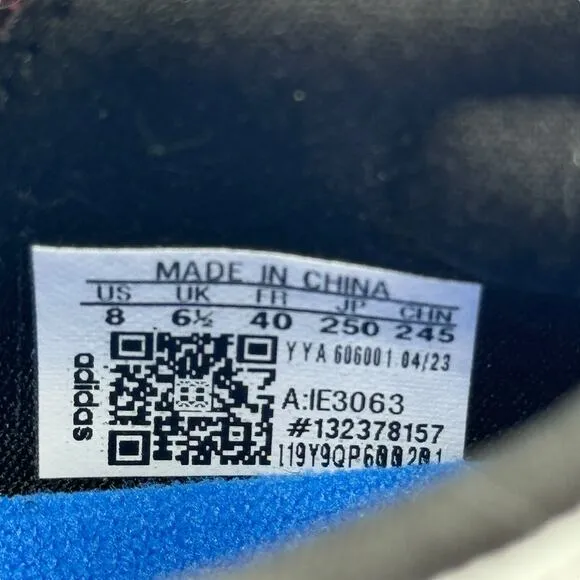 MADE IN CHINA
US UK FR JP CHN
8 6½ 40 250 245
adidas
YYA 606001 04/23
A:IE3063
#132378157